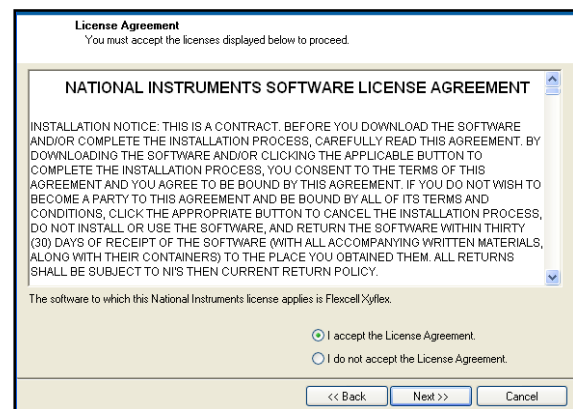 License Agreement
You must accept the licenses displayed below to proceed.
NATIONAL INSTRUMENTS SOFTWARE LICENSE AGREEMENT
INSTALLATION NOTICE: THIS IS A CONTRACT. BEFORE YOU DOWNLOAD THE SOFTWARE
AND/OR COMPLETE THE INSTALLATION PROCESS, CAREFULLY READ THIS AGREEMENT. BY
DOWNLOADING THE SOFTWARE AND/OR CLICKING THE APPLICABLE BUTTON TO
COMPLETE THE INSTALLATION PROCESS, YOU CONSENT TO THE TERMS OF THIS
AGREEMENT AND YOU AGREE TO BE BOUND BY THIS AGREEMENT. IF YOU DO NOT WISH TO
BECOME A PARTY TO THIS AGREEMENT AND BE BOUND BY ALL OF ITS TERMS AND
CONDITIONS, CLICK THE APPROPRIATE BUTTON TO CANCEL THE INSTALLATION PROCESS,
DO NOT INSTALL OR USE THE SOFTWARE, AND RETURN THE SOFTWARE WITHIN THIRTY
(30) DAYS OF RECEIPT OF THE SOFTWARE (WITH ALL ACCOMPANYING WRITTEN MATERIALS,
ALONG WITH THEIR CONTAINERS) TO THE PLACE YOU OBTAINED THEM. ALL RETURNS
SHALL BE SUBJECT TO NI'S THEN CURRENT RETURN POLICY.
The software to which this National Instruments license applies is Flexcell Xyflex.
I accept the License Agreement.
I do not accept the License Agreement.
<< Back Next >> Cancel